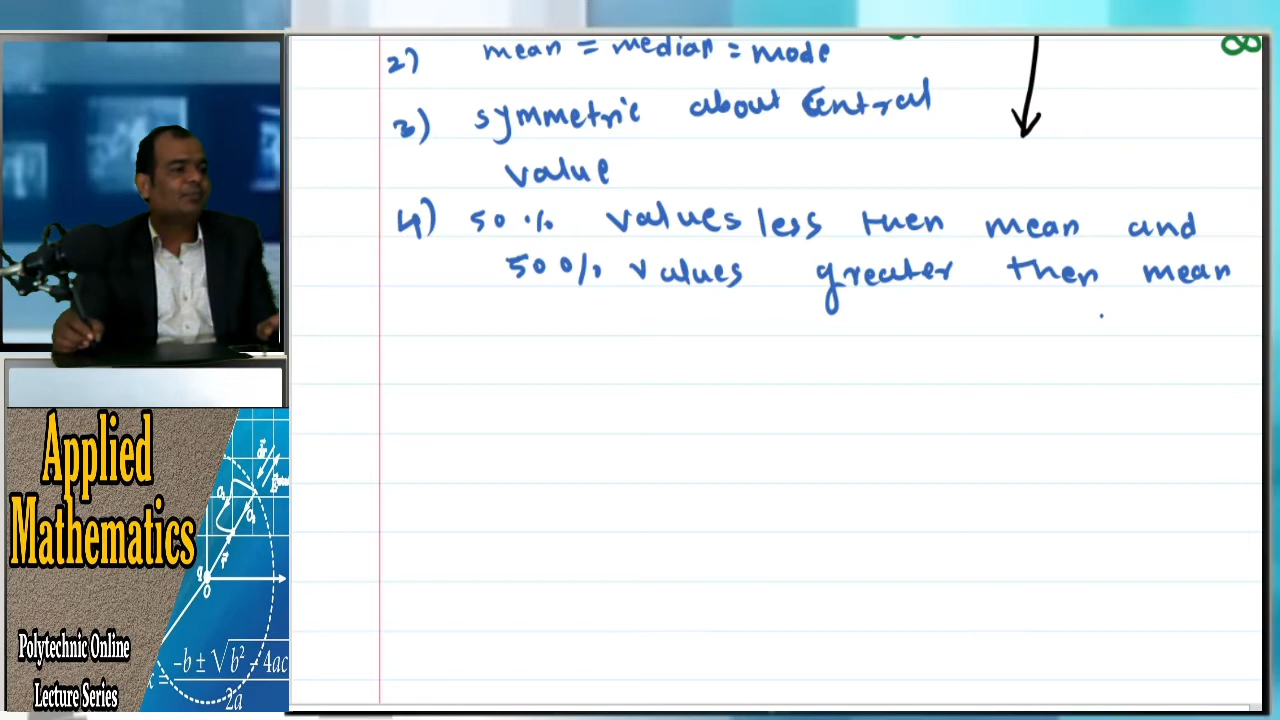 2) mean = median = mode
∞
3) symmetric about Central
value
4) 50 % values less then mean and
50 % values greater then mean
Applied
Mathematics
Polytechnic Online
Lecture Series
-b ± √b² - 4ac
2a